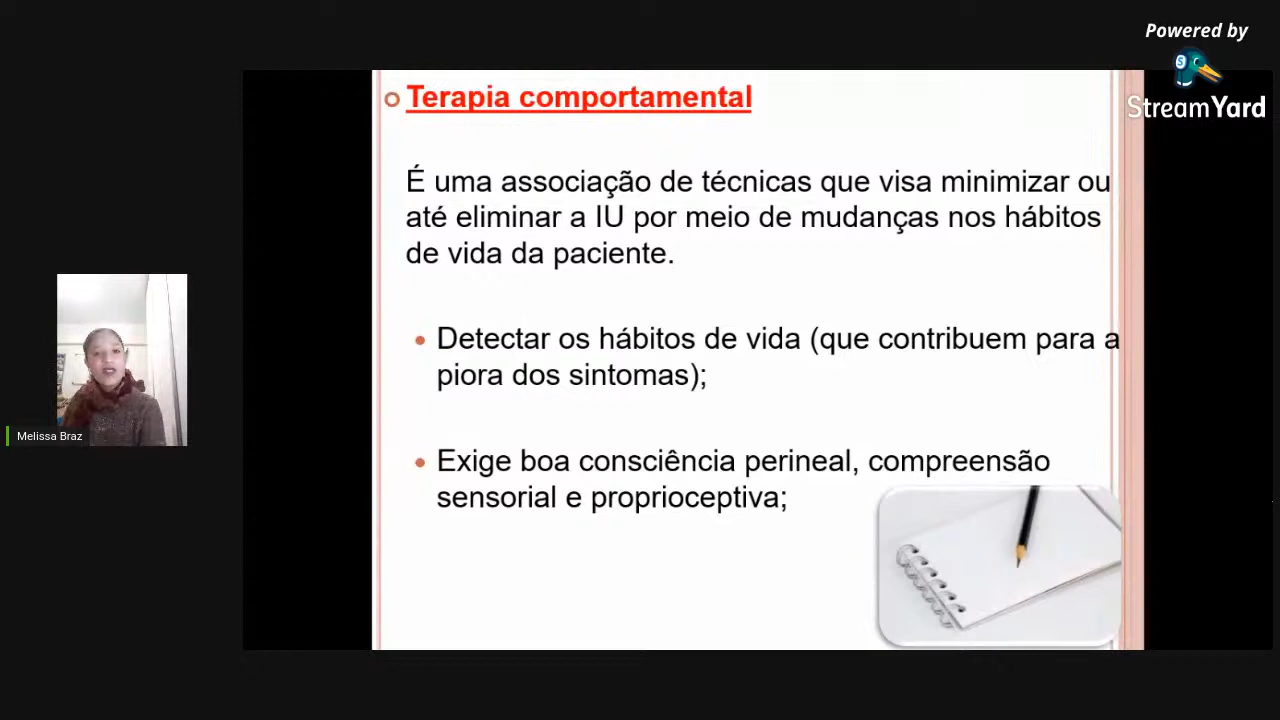 Powered by
StreamYard
Terapia comportamental
É uma associação de técnicas que visa minimizar ou
até eliminar a IU por meio de mudanças nos hábitos
de vida da paciente.
Detectar os hábitos de vida (que contribuem para a
piora dos sintomas);
Exige boa consciência perineal, compreensão
sensorial e proprioceptiva;
Melissa Braz